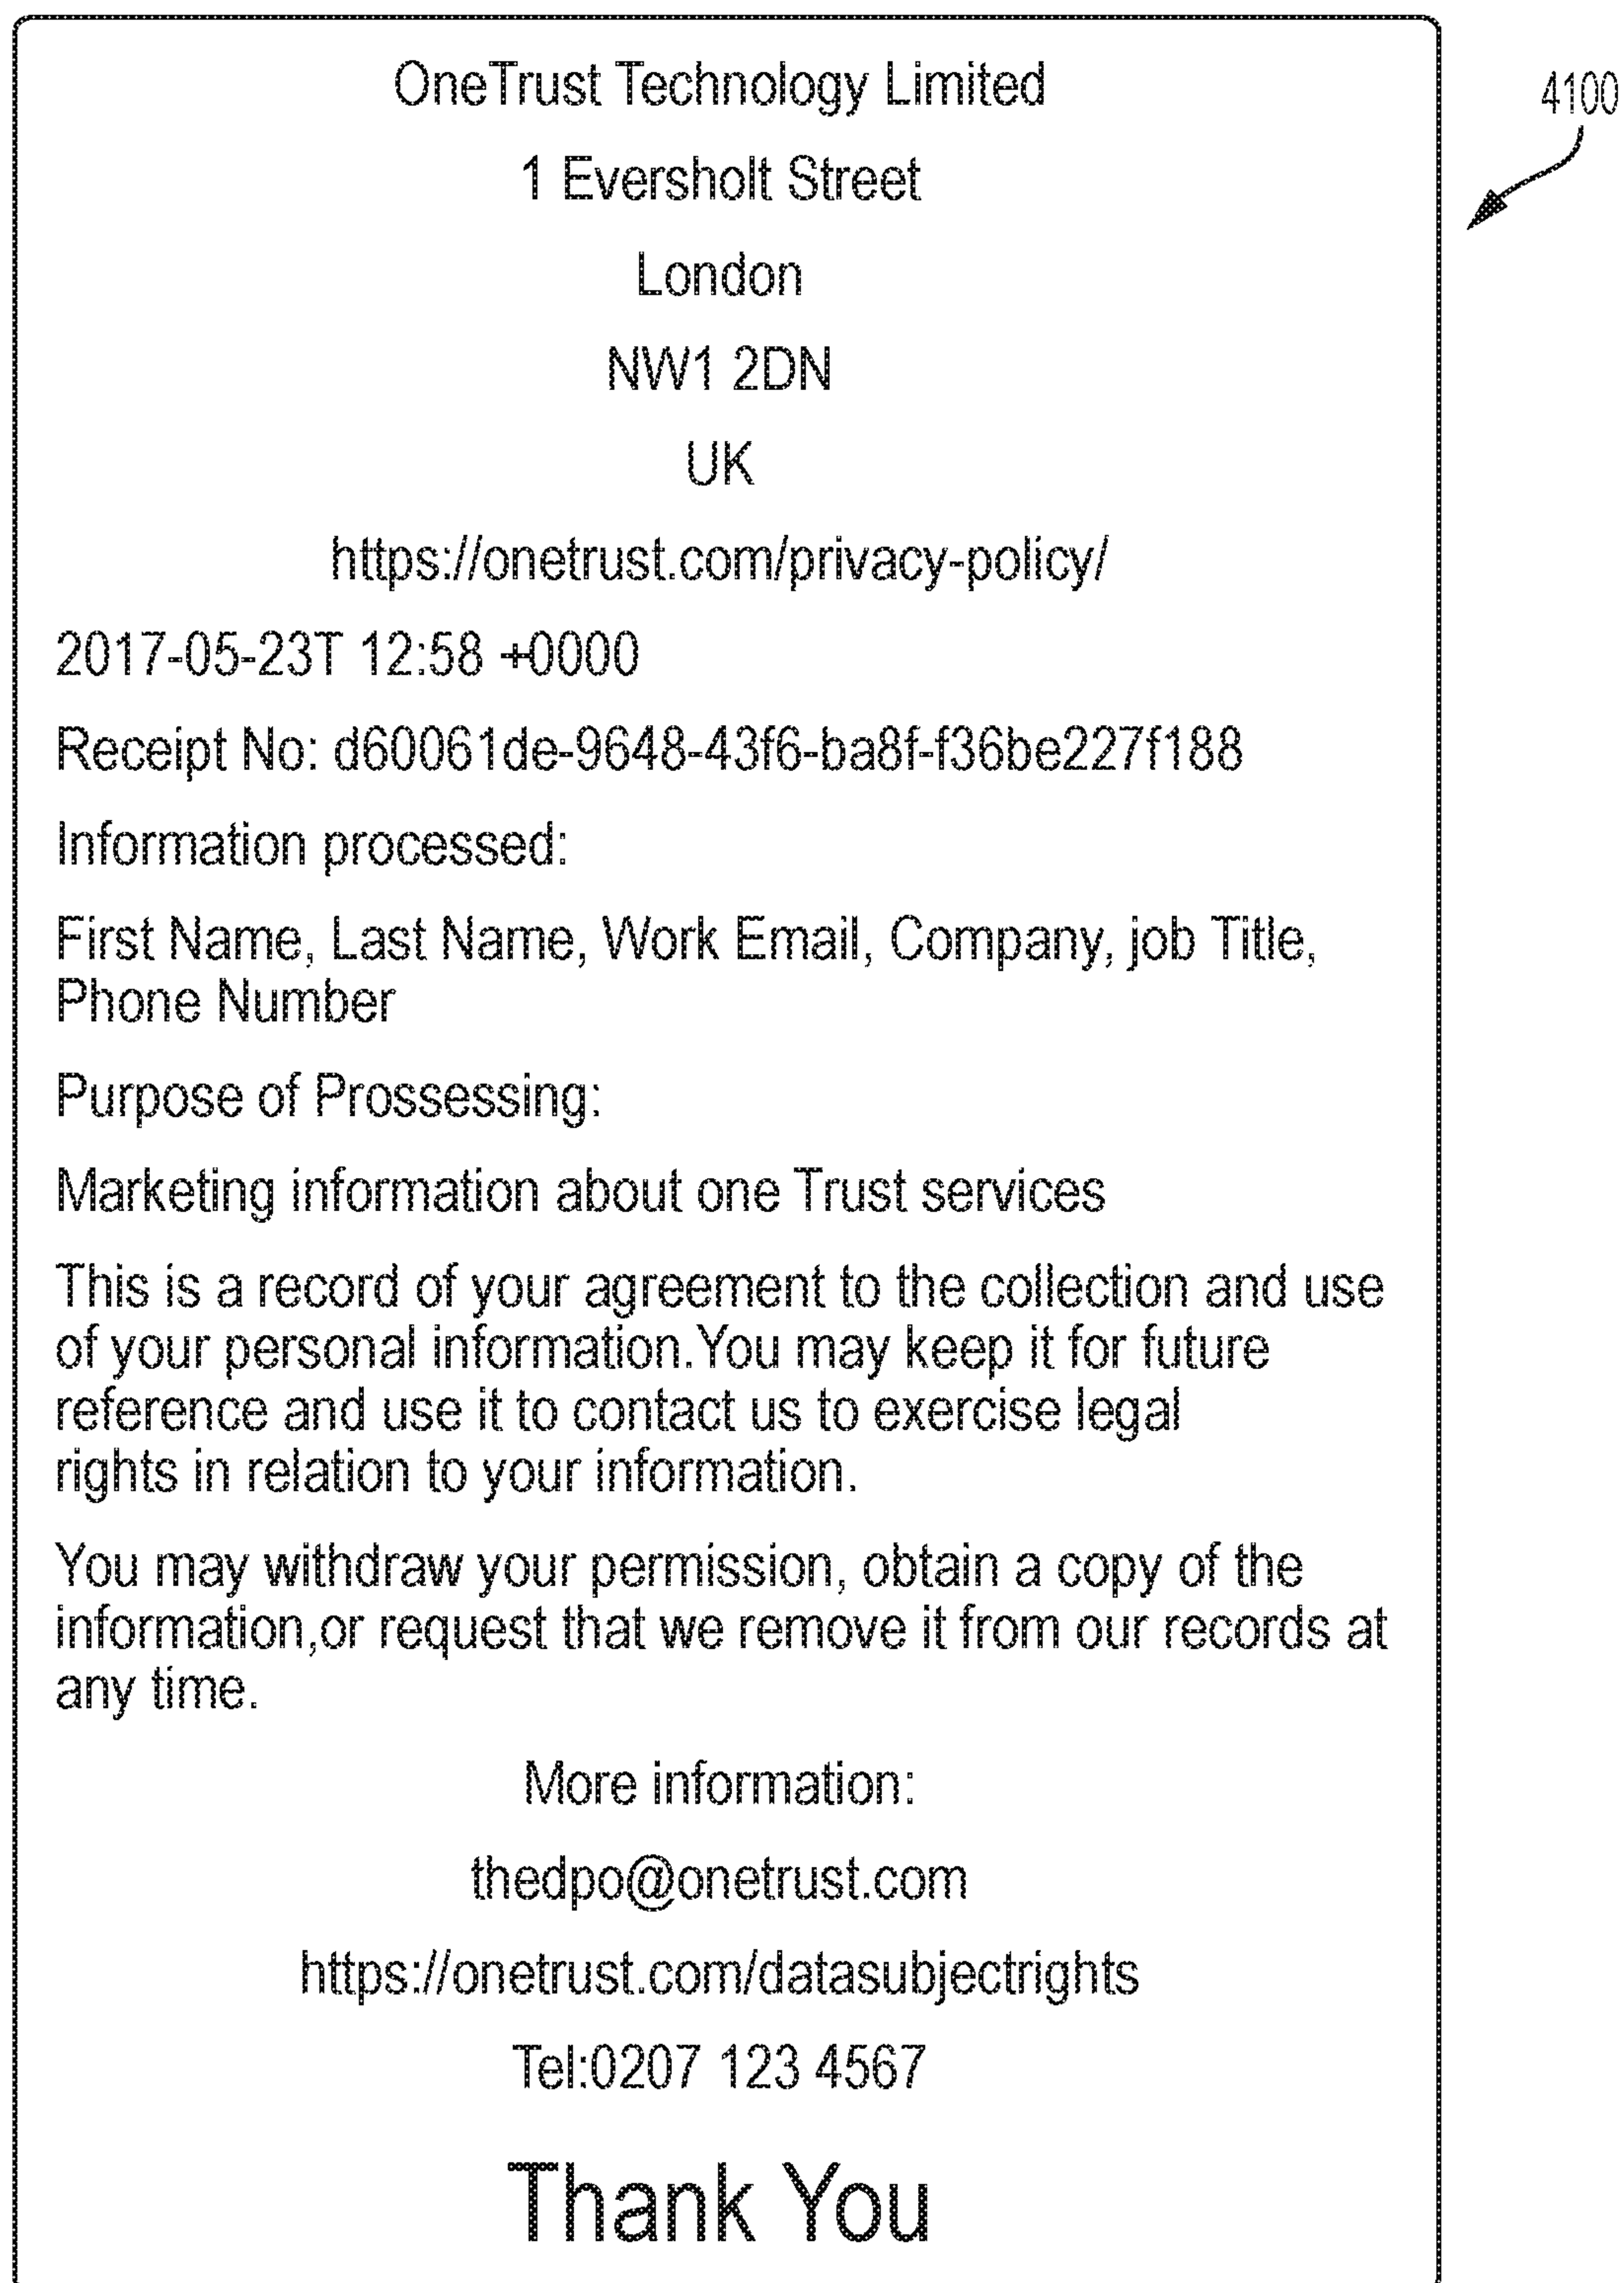 OneTrust Technology Limited
4100
1 Eversholt Street
London
NW1 2DN
UK
https://onetrust.com/privacy-policy/
2017-05-23T 12:58 +0000
Receipt No: d60061de-9648-43f6-ba8f-f36be227f188
Information processed:
First Name, Last Name, Work Email, Company, job Title,
Phone Number
Purpose of Prossessing:
Marketing information about one Trust services
This is a record of your agreement to the collection and use
of your personal information.You may keep it for future
reference and use it to contact us to exercise legal
rights in relation to your information.
You may withdraw your permission, obtain a copy of the
information,or request that we remove it from our records at
any time.
More information:
thedpo@onetrust.com
https://onetrust.com/datasubjectrights
Tel:0207 123 4567
Thank You